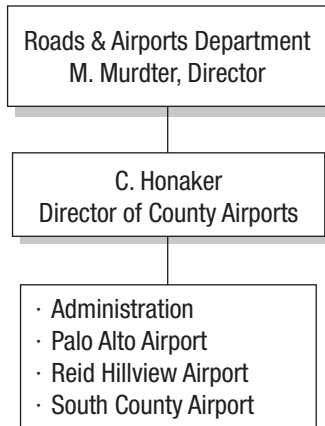 Roads & Airports Department
M. Murdter, Director
C. Honaker
Director of County Airports
· Administration
· Palo Alto Airport
· Reid Hillview Airport
· South County Airport